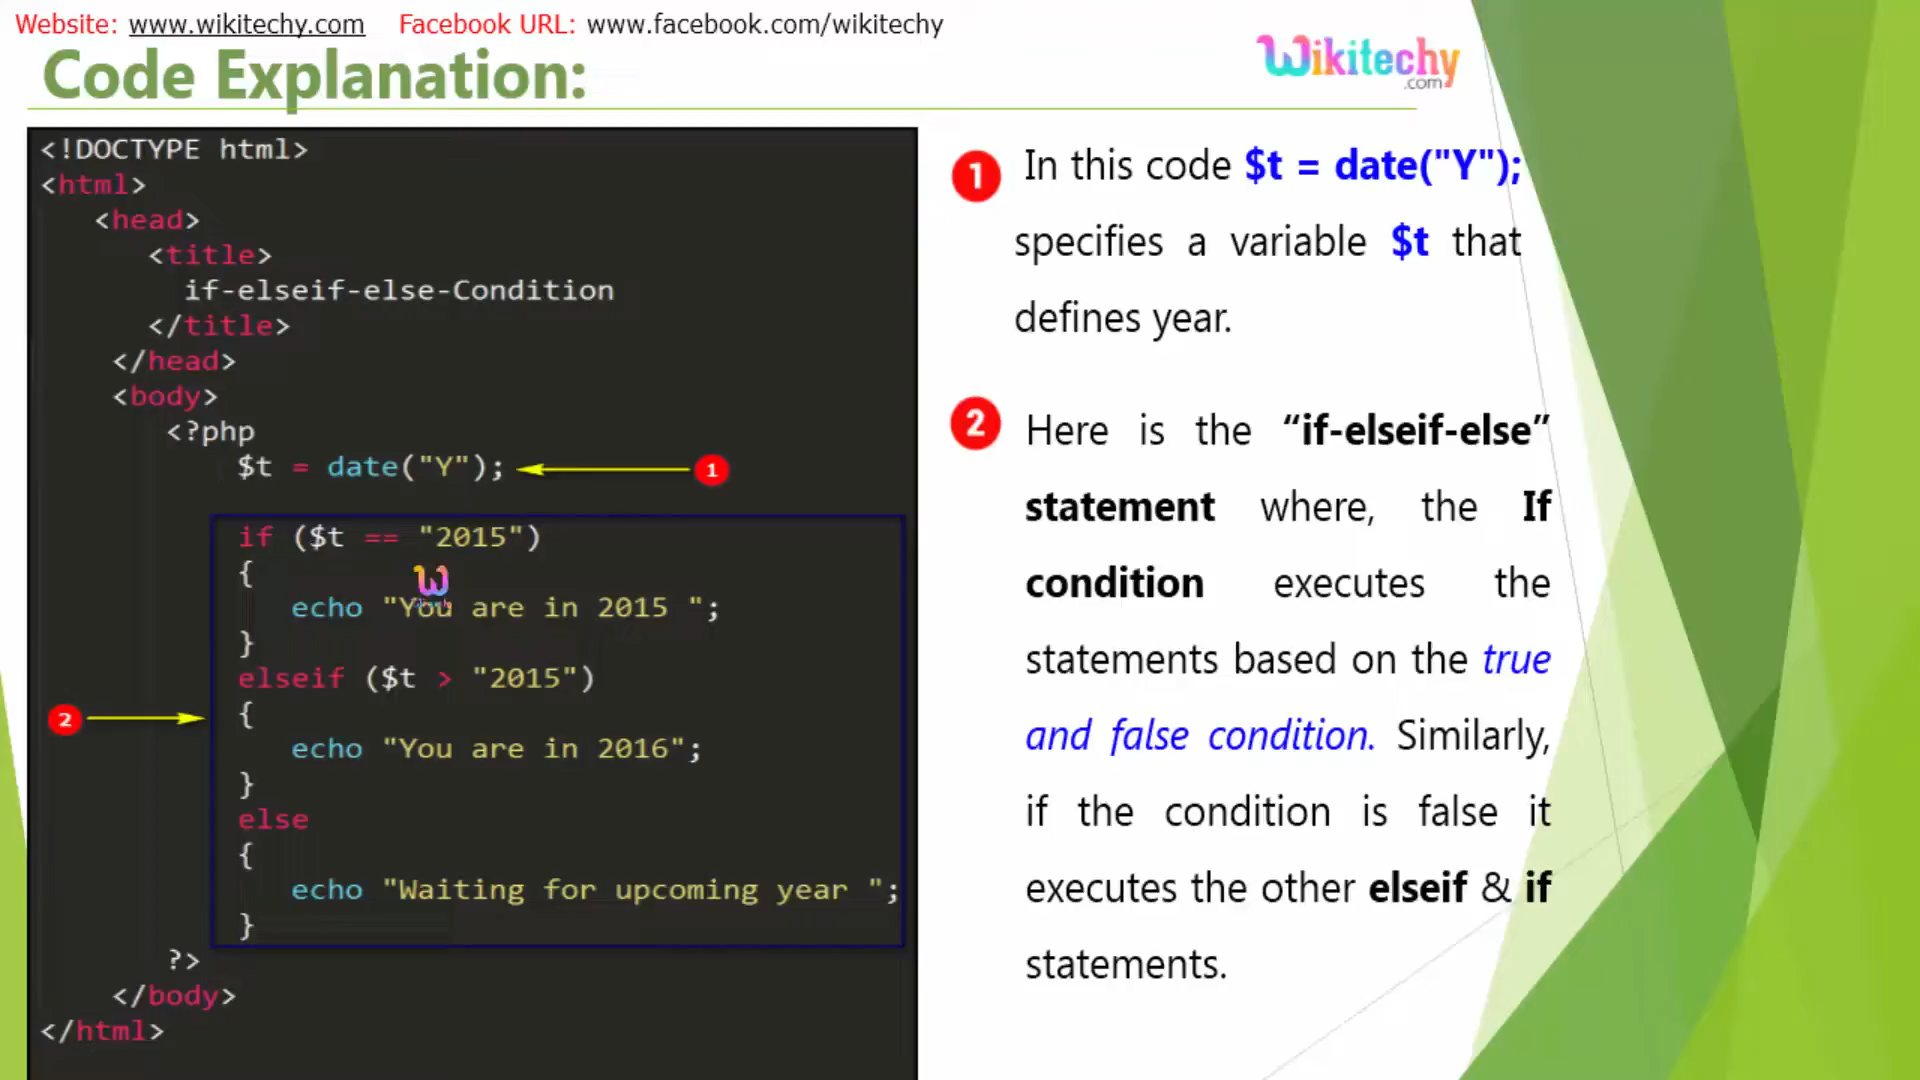 Website: www.wikitechy.com Facebook URL: www.facebook.com/wikitechy
Code Explanation:
Wikitechy
.com
<!DOCTYPE html>
<html>
<head>
<title>
if-elseif-else-Condition
</title>
</head>
<body>
<?php
$t = date("Y");
1
if ($t == "2015")
{
echo "You are in 2015 ";
}
elseif ($t > "2015")
2
{
echo "You are in 2016";
}
else
{
echo "Waiting for upcoming year ";
}
?>
</body>
</html>
1 In this code $t = date("Y");
specifies a variable $t that
defines year.
2 Here is the “if-elseif-else”
statement where, the If
condition executes the
statements based on the true
and false condition. Similarly,
if the condition is false it
executes the other elseif & if
statements.